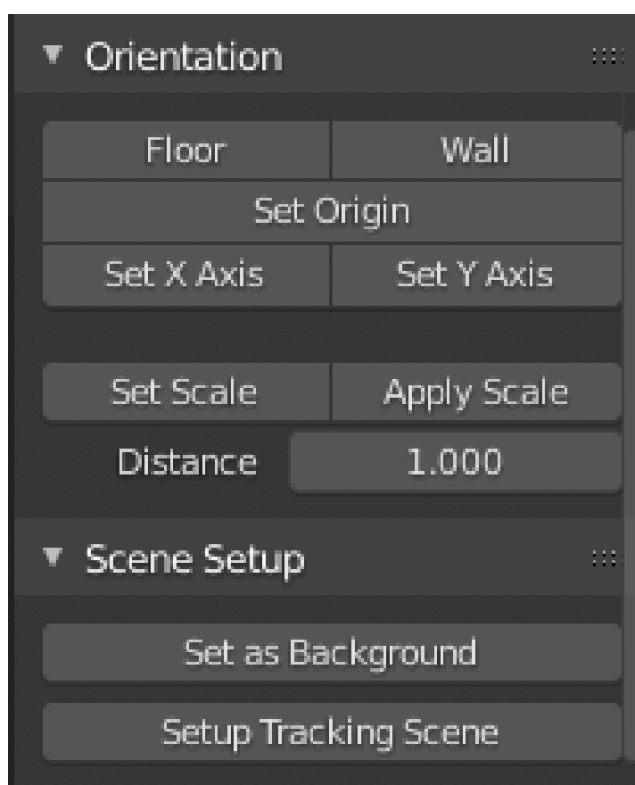 Orientation
Floor Wall
Set Origin
Set X Axis Set Y Axis
Set Scale Apply Scale
Distance 1.000
Scene Setup
Set as Background
Setup Tracking Scene